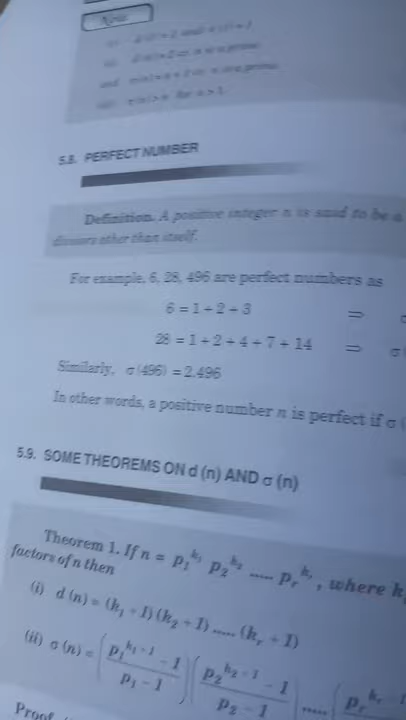 Note
5.8. PERFECT NUMBER
Definition. A positive integer n is said to be a
divisors other than itself.
For example, 6, 28, 496 are perfect numbers as
6 = 1 + 2 + 3 ⇒ σ
28 = 1 + 2 + 4 + 7 + 14 ⇒ σ
Similarly, σ (496) = 2.496
In other words, a positive number n is perfect if σ (
5.9. SOME THEOREMS ON d (n) AND σ (n)
Theorem 1. If n = p₁^k₁ p₂^k₂ ..... pᵣ^kᵣ, where k
factors of n then
(i) d (n) = (k₁ + 1) (k₂ + 1) ..... (kᵣ + 1)
(ii) σ (n) = ( p₁^k₁ + 1 − 1 / p₁ − 1 ) ( p₂^k₂ + 1 − 1 / p₂ − 1 ) ..... ( pᵣ^kᵣ
Proof.